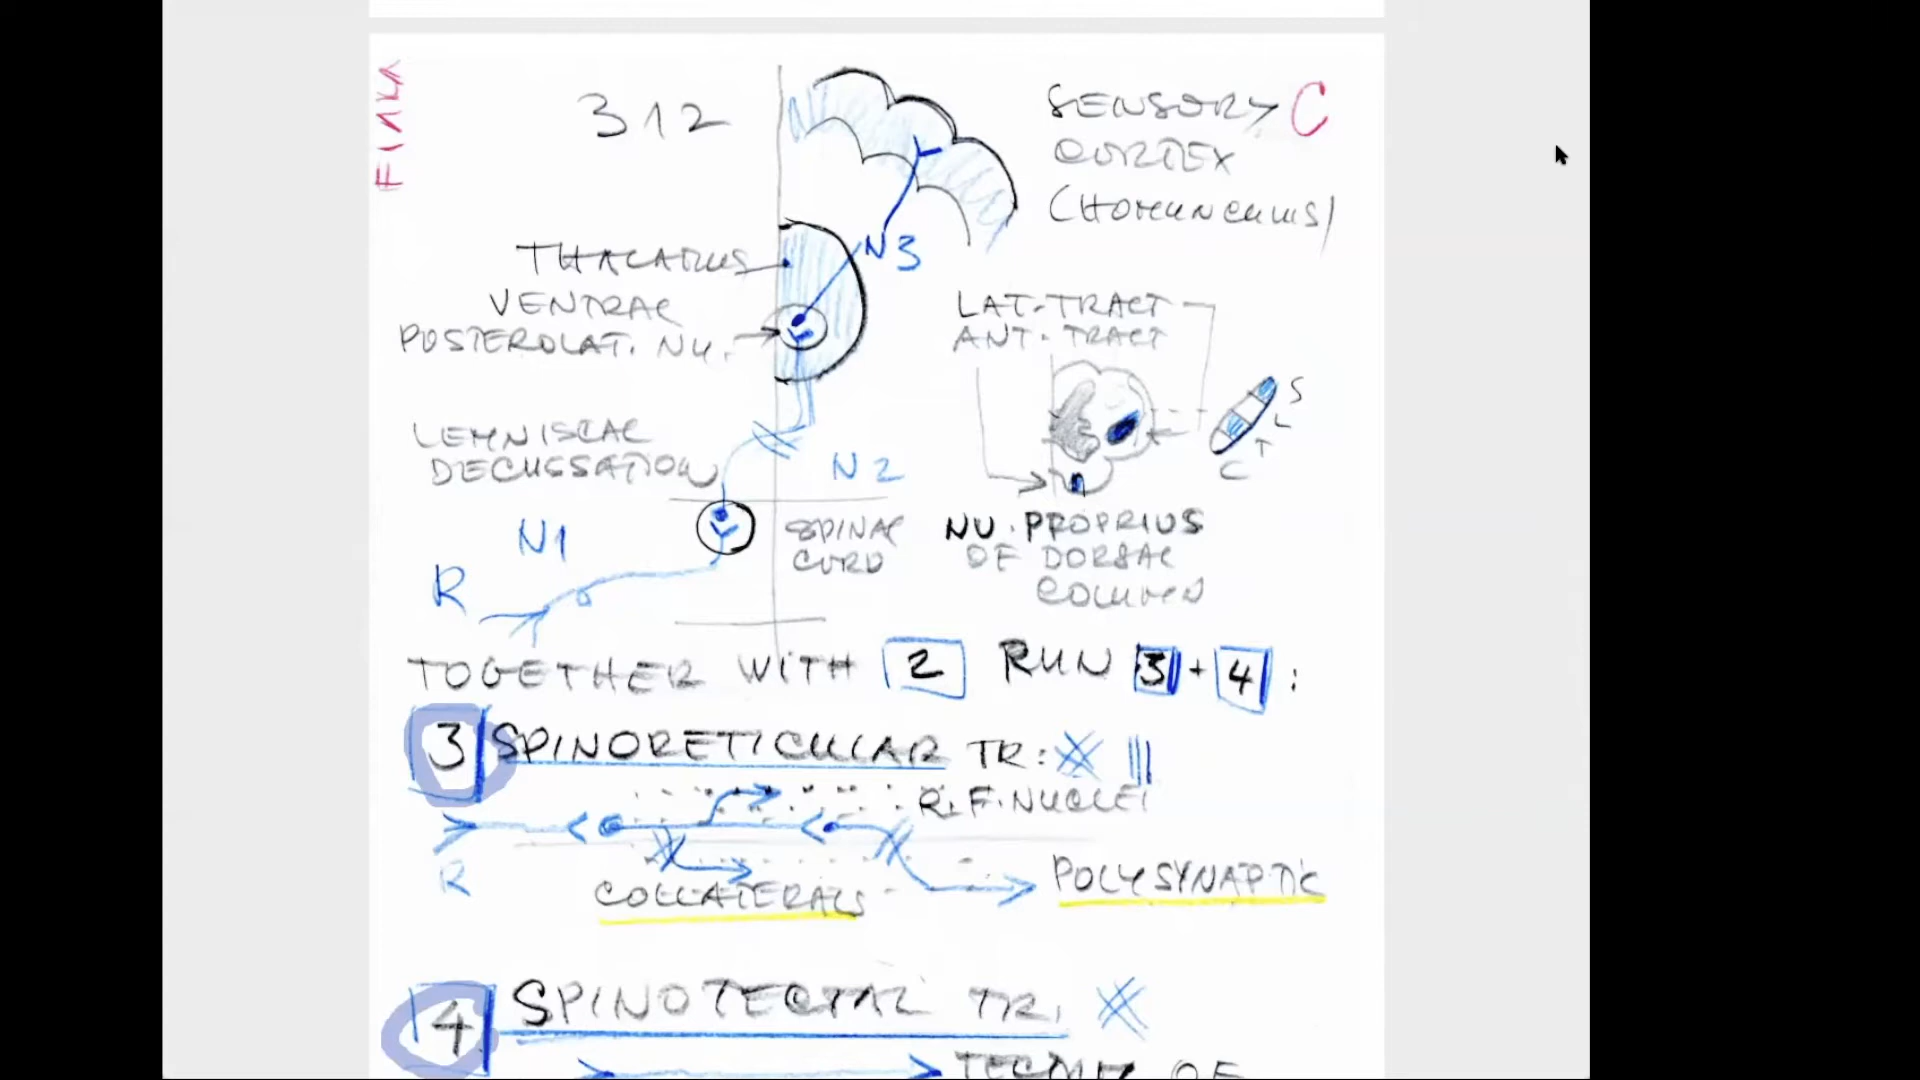 FINAL
312
SENSORY C
CORTEX
(HOMUNCULUS)
THALAMUS
N3
VENTRAL
POSTEROLAT. NU.
LAT. TRACT
ANT. TRACT
S
L
T
C
LEMNISCAL
DECUSSATION
N2
N1
SPINAL
CORD
NU. PROPRIUS
OF DORSAL
COLUMN
R
TOGETHER WITH 2 RUN 3 + 4 :
3 SPINORETICULAR TR:
R.F. NUCLEI
R
COLLATERALS
POLYSYNAPTIC
4 SPINOTECTAL TR.
OF